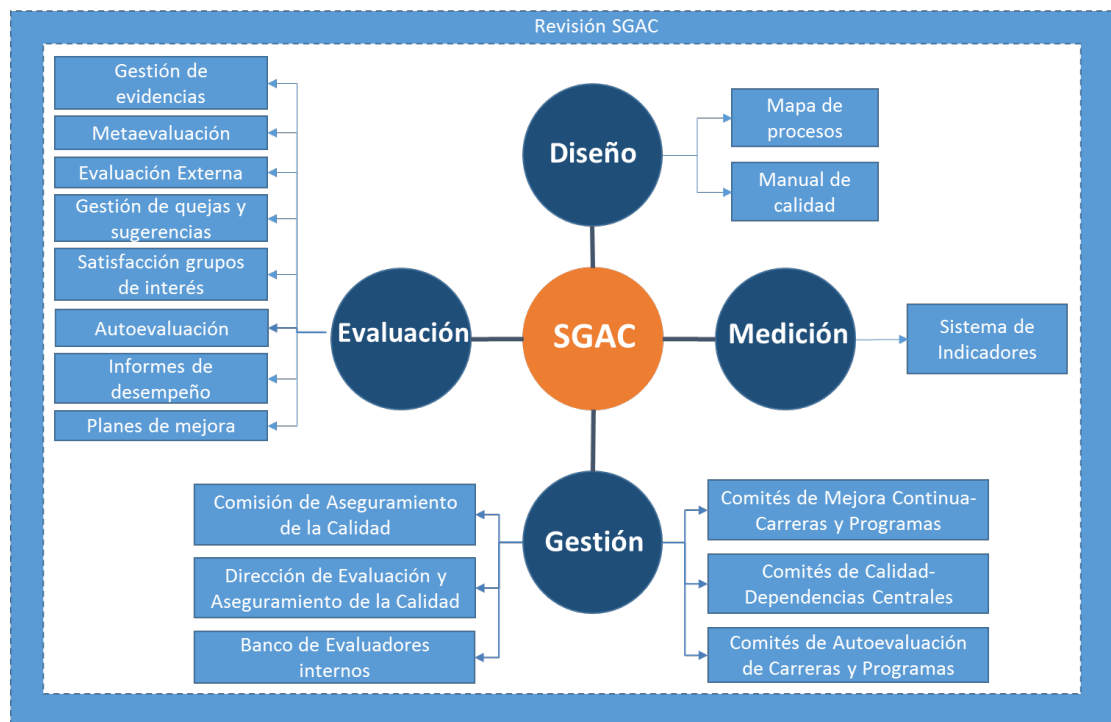 Revisión SGAC
Gestión de
evidencias
Metaevaluación
Evaluación Externa
Gestión de quejas y
sugerencias
Satisfacción grupos
de interés
Autoevaluación
Informes de
desempeño
Planes de mejora
Evaluación
Diseño
Mapa de
procesos
Manual de
calidad
SGAC
Medición
Sistema de
Indicadores
Gestión
Comisión de Aseguramiento
de la Calidad
Dirección de Evaluación y
Aseguramiento de la Calidad
Banco de Evaluadores
internos
Comités de Mejora Continua-
Carreras y Programas
Comités de Calidad-
Dependencias Centrales
Comités de Autoevaluación
de Carreras y Programas